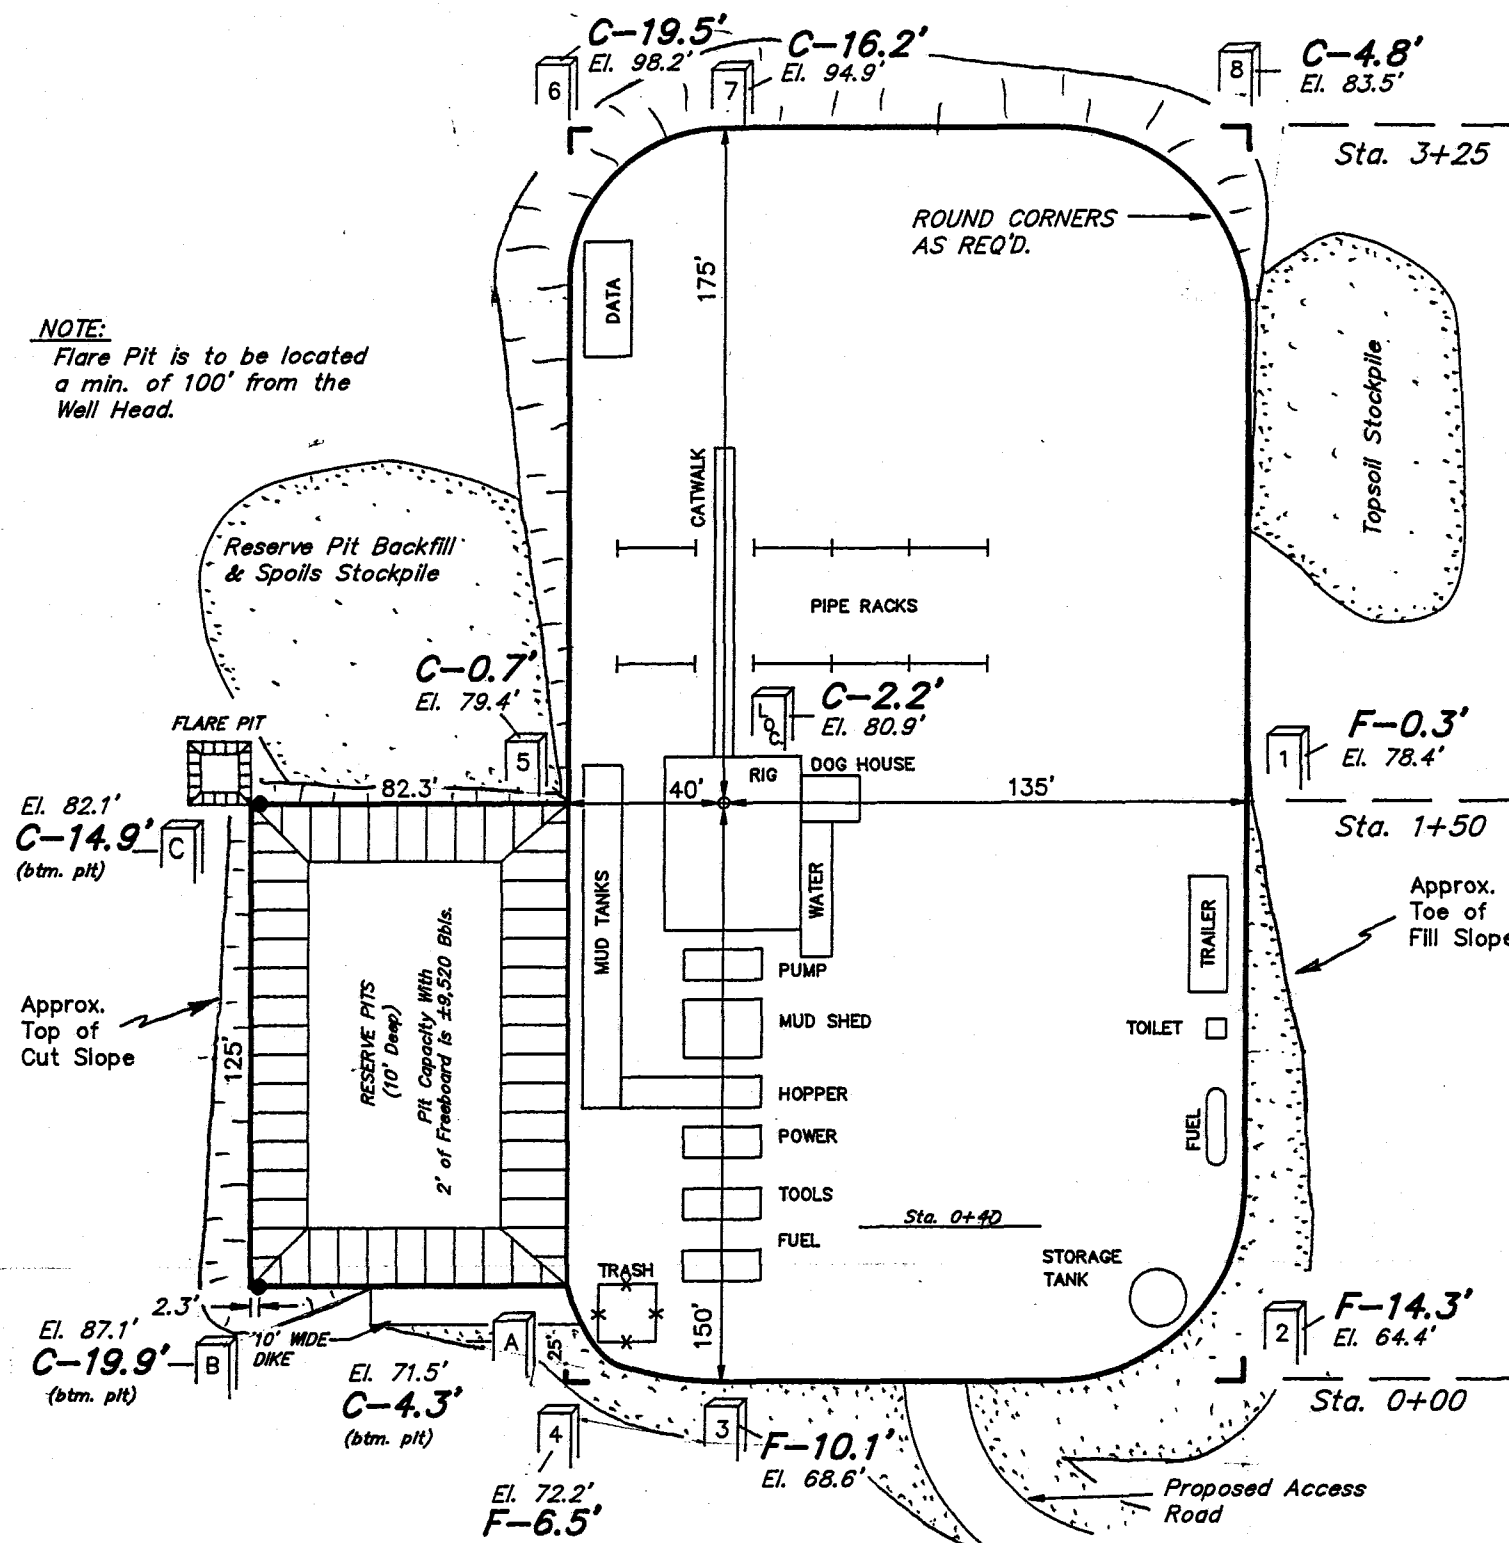 C-19.5'
El. 98.2'
6
C-16.2'
El. 94.9'
7
C-4.8'
El. 83.5'
8
Sta. 3+25
ROUND CORNERS
AS REQ'D.
175'
DATA
NOTE:
Flare Pit is to be located
a min. of 100' from the
Well Head.
Topsoil Stockpile
CATWALK
Reserve Pit Backfill
& Spoils Stockpile
PIPE RACKS
C-0.7'
El. 79.4'
5
LOC.
C-2.2'
El. 80.9'
F-0.3'
El. 78.4'
1
FLARE PIT
RIG
DOG HOUSE
82.3'
40'
135'
El. 82.1'
C-14.9'
(btm. pit)
C
Sta. 1+50
MUD TANKS
WATER
TRAILER
Approx.
Toe of
Fill Slope
RESERVE PITS
(10' Deep)
Pit Capacity With
2' of Freeboard is ±9,520 Bbls.
PUMP
MUD SHED
Approx.
Top of
Cut Slope
125'
TOILET
HOPPER
POWER
FUEL
TOOLS
Sta. 0+40
FUEL
STORAGE
TANK
TRASH
2.3'
El. 87.1'
C-19.9'
(btm. pit)
B
10' WIDE
DIKE
A
25'
150'
El. 71.5'
C-4.3'
(btm. pit)
2
F-14.3'
El. 64.4'
Sta. 0+00
4
El. 72.2'
F-6.5'
3
F-10.1'
El. 68.6'
Proposed Access
Road